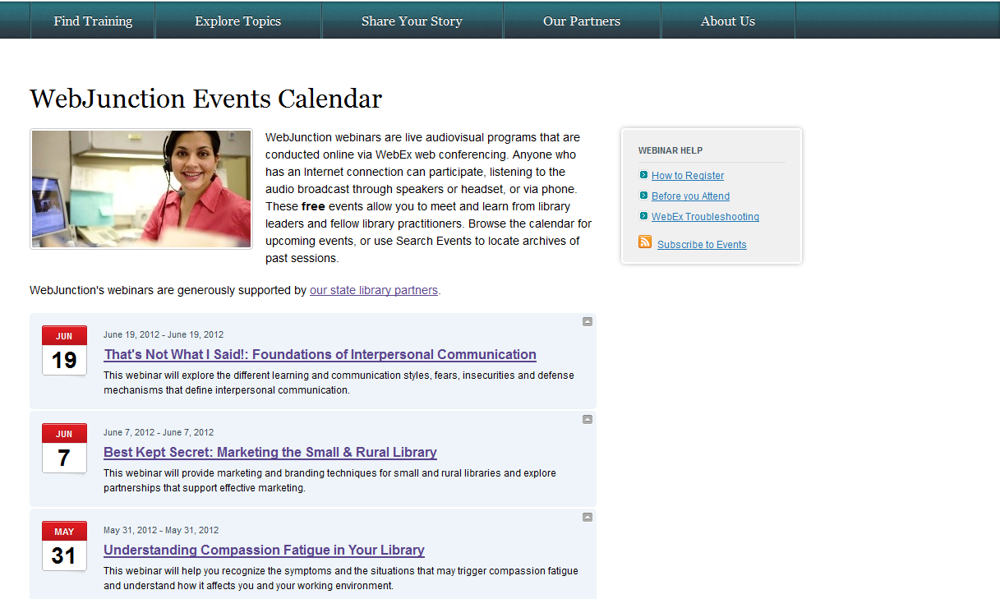 Find Training Explore Topics Share Your Story Our Partners About Us
WebJunction Events Calendar
WebJunction webinars are live audiovisual programs that are
conducted online via WebEx web conferencing. Anyone who
has an Internet connection can participate, listening to the
audio broadcast through speakers or headset, or via phone.
These free events allow you to meet and learn from library
leaders and fellow library practitioners. Browse the calendar for
upcoming events, or use Search Events to locate archives of
past sessions.
WEBINAR HELP
How to Register
Before you Attend
WebEx Troubleshooting
Subscribe to Events
WebJunction's webinars are generously supported by our state library partners.
JUN
19
June 19, 2012 - June 19, 2012
That's Not What I Said!: Foundations of Interpersonal Communication
This webinar will explore the different learning and communication styles, fears, insecurities and defense
mechanisms that define interpersonal communication.
JUN
7
June 7, 2012 - June 7, 2012
Best Kept Secret: Marketing the Small & Rural Library
This webinar will provide marketing and branding techniques for small and rural libraries and explore
partnerships that support effective marketing.
MAY
31
May 31, 2012 - May 31, 2012
Understanding Compassion Fatigue in Your Library
This webinar will help you recognize the symptoms and the situations that may trigger compassion fatigue
and understand how it affects you and your working environment.